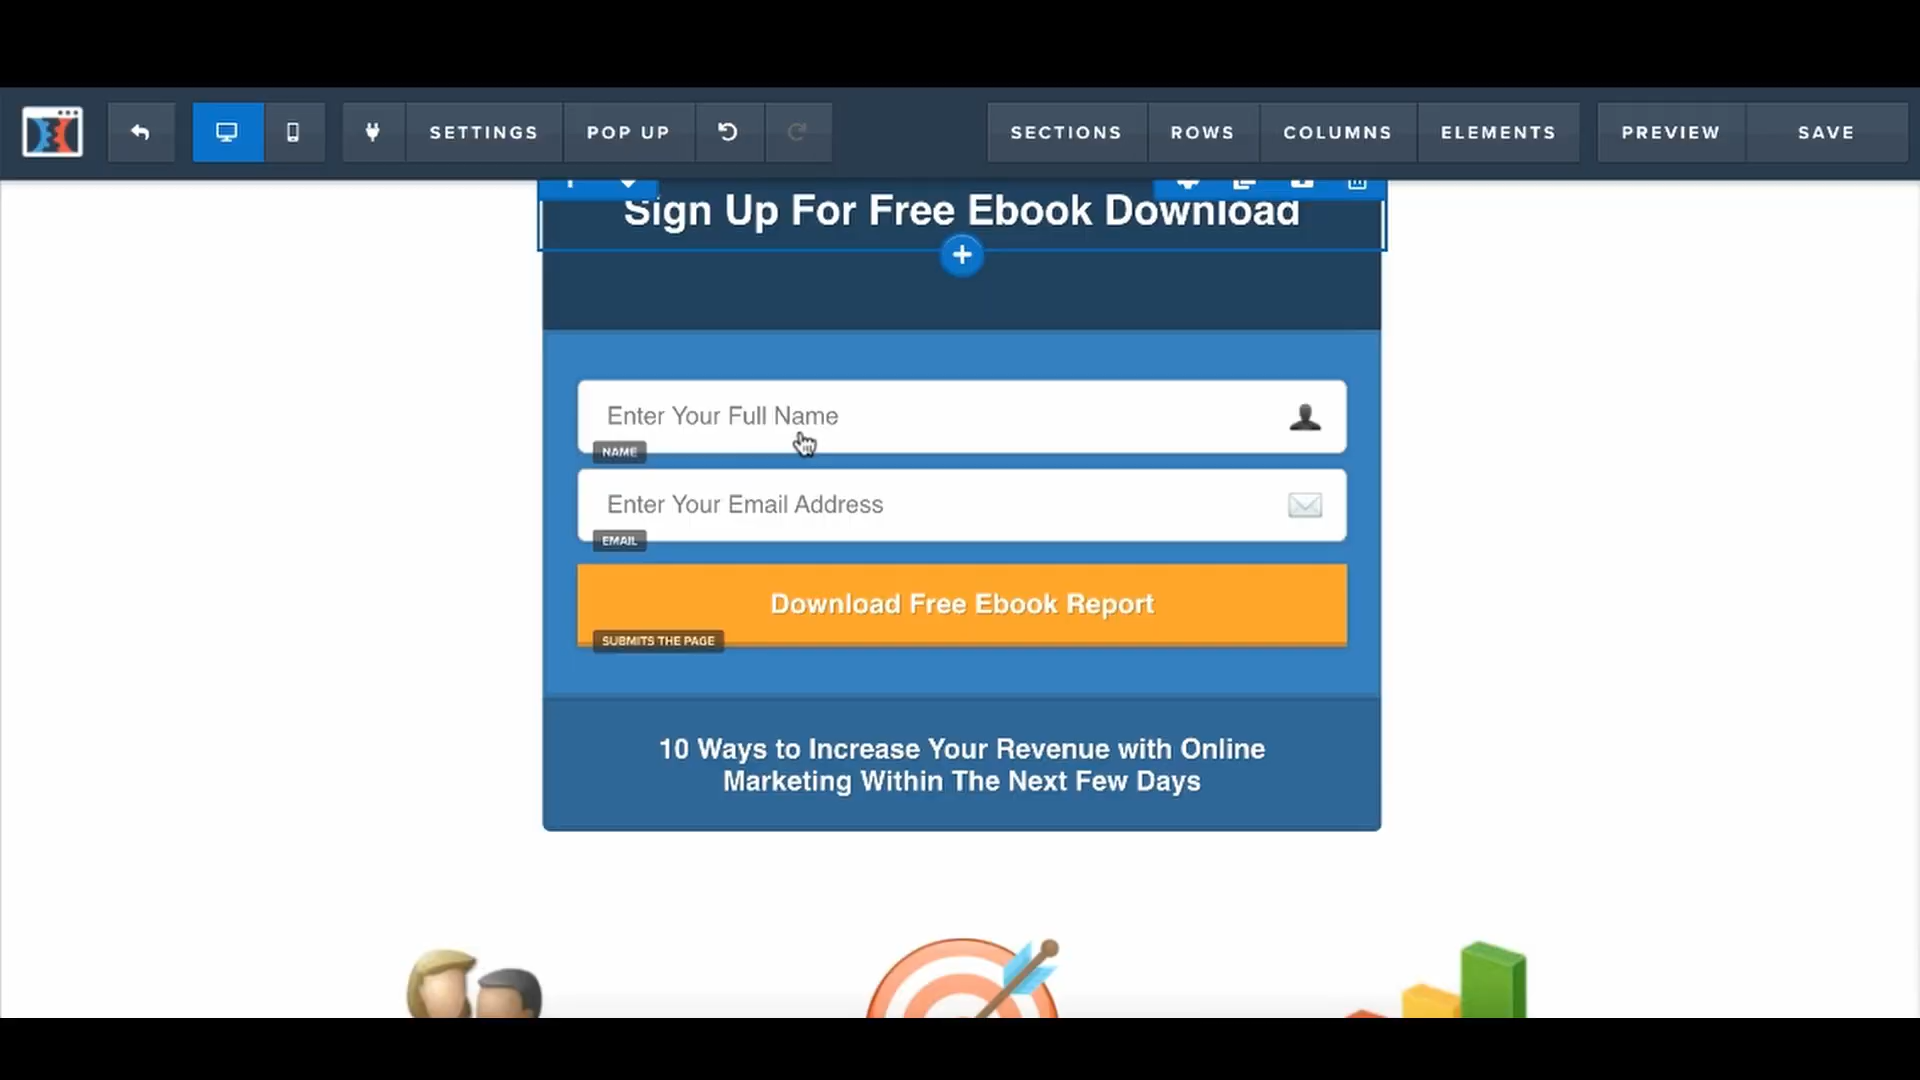 SETTINGS
POP UP
SECTIONS
ROWS
COLUMNS
ELEMENTS
PREVIEW
SAVE
Sign Up For Free Ebook Download
Enter Your Full Name
NAME
Enter Your Email Address
EMAIL
Download Free Ebook Report
SUBMITS THE PAGE
10 Ways to Increase Your Revenue with Online
Marketing Within The Next Few Days